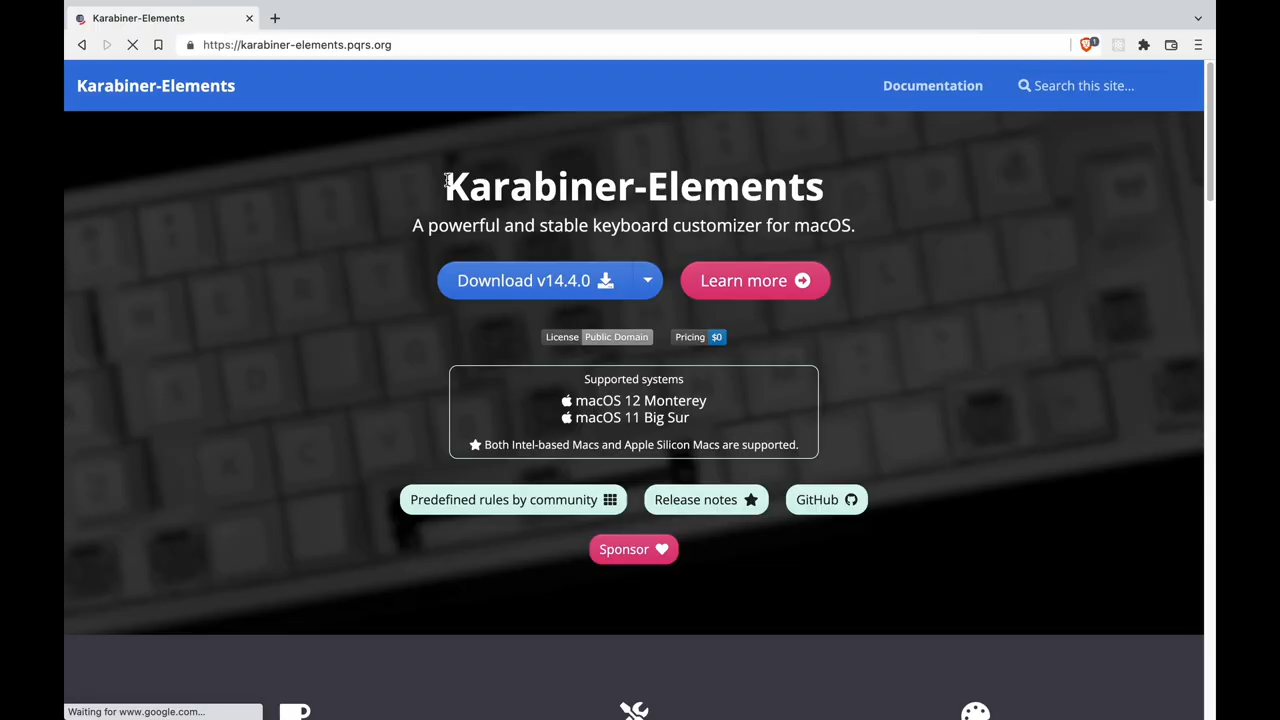 Karabiner-Elements
https://karabiner-elements.pqrs.org
1
Karabiner-Elements
Documentation
Search this site...
Karabiner-Elements
A powerful and stable keyboard customizer for macOS.
Download v14.4.0
Learn more
License Public Domain
Pricing $0
Supported systems
macOS 12 Monterey
macOS 11 Big Sur
Both Intel-based Macs and Apple Silicon Macs are supported.
Predefined rules by community
Release notes
GitHub
Sponsor
Waiting for www.google.com...